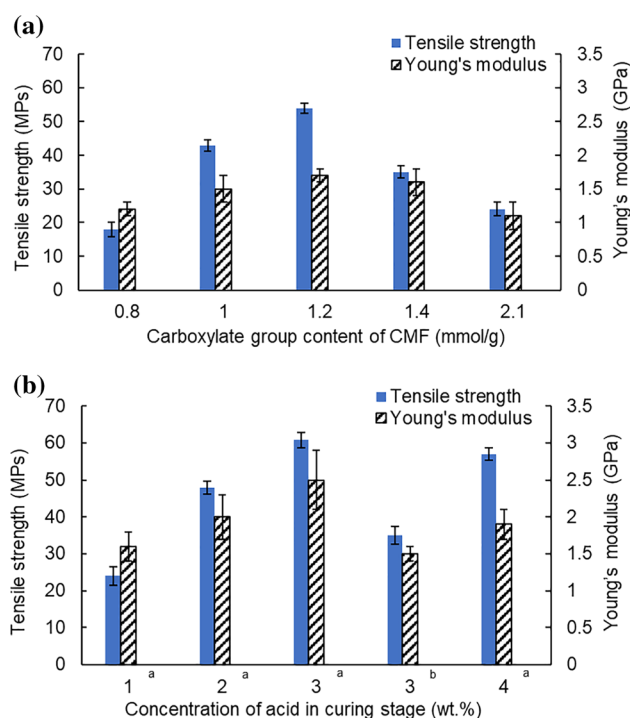 (a)
Tensile strength
Young's modulus
70 3.5
60 3
50 2.5
40 2
30 1.5
20 1
10 0.5
0 0
Tensile strength (MPs)
Young's modulus (GPa)
0.8 1 1.2 1.4 2.1
Carboxylate group content of CMF (mmol/g)
(b)
Tensile strength
Young's modulus
70 3.5
60 3
50 2.5
40 2
30 1.5
20 1
10 0.5
0 0
Tensile strength (MPs)
Young's modulus (GPa)
1 a 2 a 3 a 3 b 4 a
Concentration of acid in curing stage (wt.%)